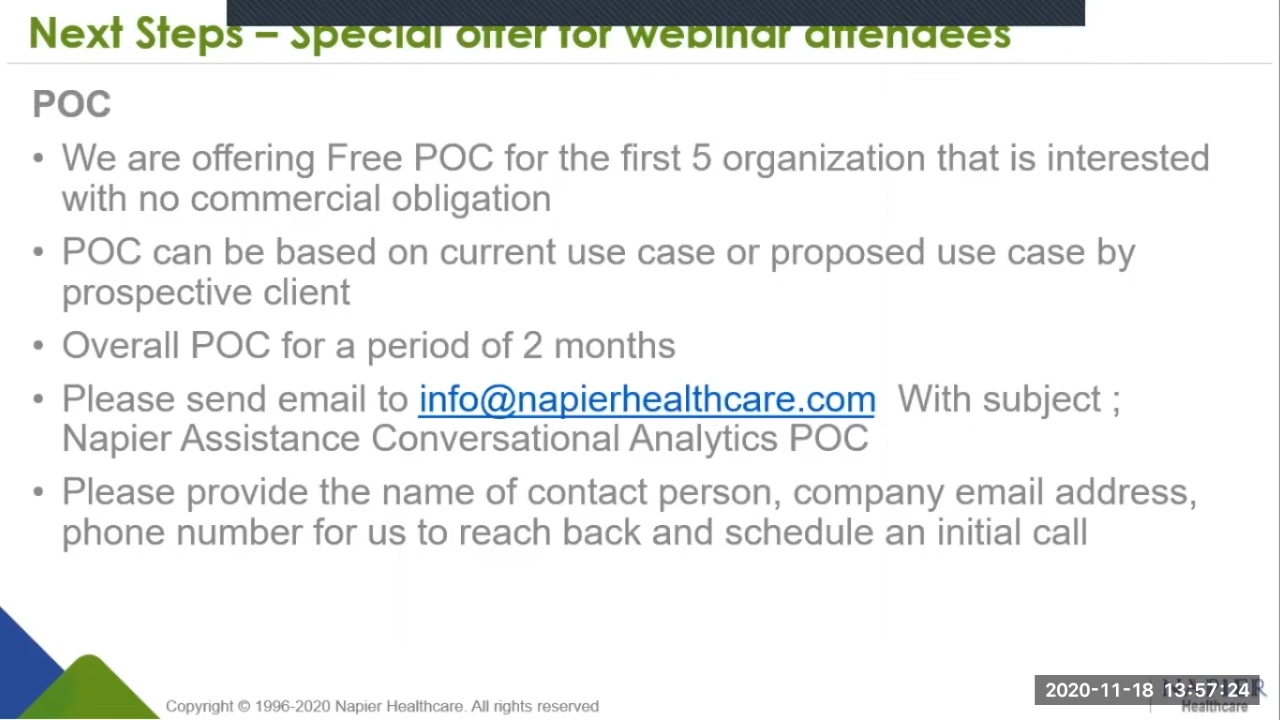 Next Steps – Special offer for webinar attendees
POC
• We are offering Free POC for the first 5 organization that is interested
with no commercial obligation
• POC can be based on current use case or proposed use case by
prospective client
• Overall POC for a period of 2 months
• Please send email to info@napierhealthcare.com With subject ;
Napier Assistance Conversational Analytics POC
• Please provide the name of contact person, company email address,
phone number for us to reach back and schedule an initial call
Copyright © 1996-2020 Napier Healthcare. All rights reserved
2020-11-18 13:57:24
NAPIER
Healthcare